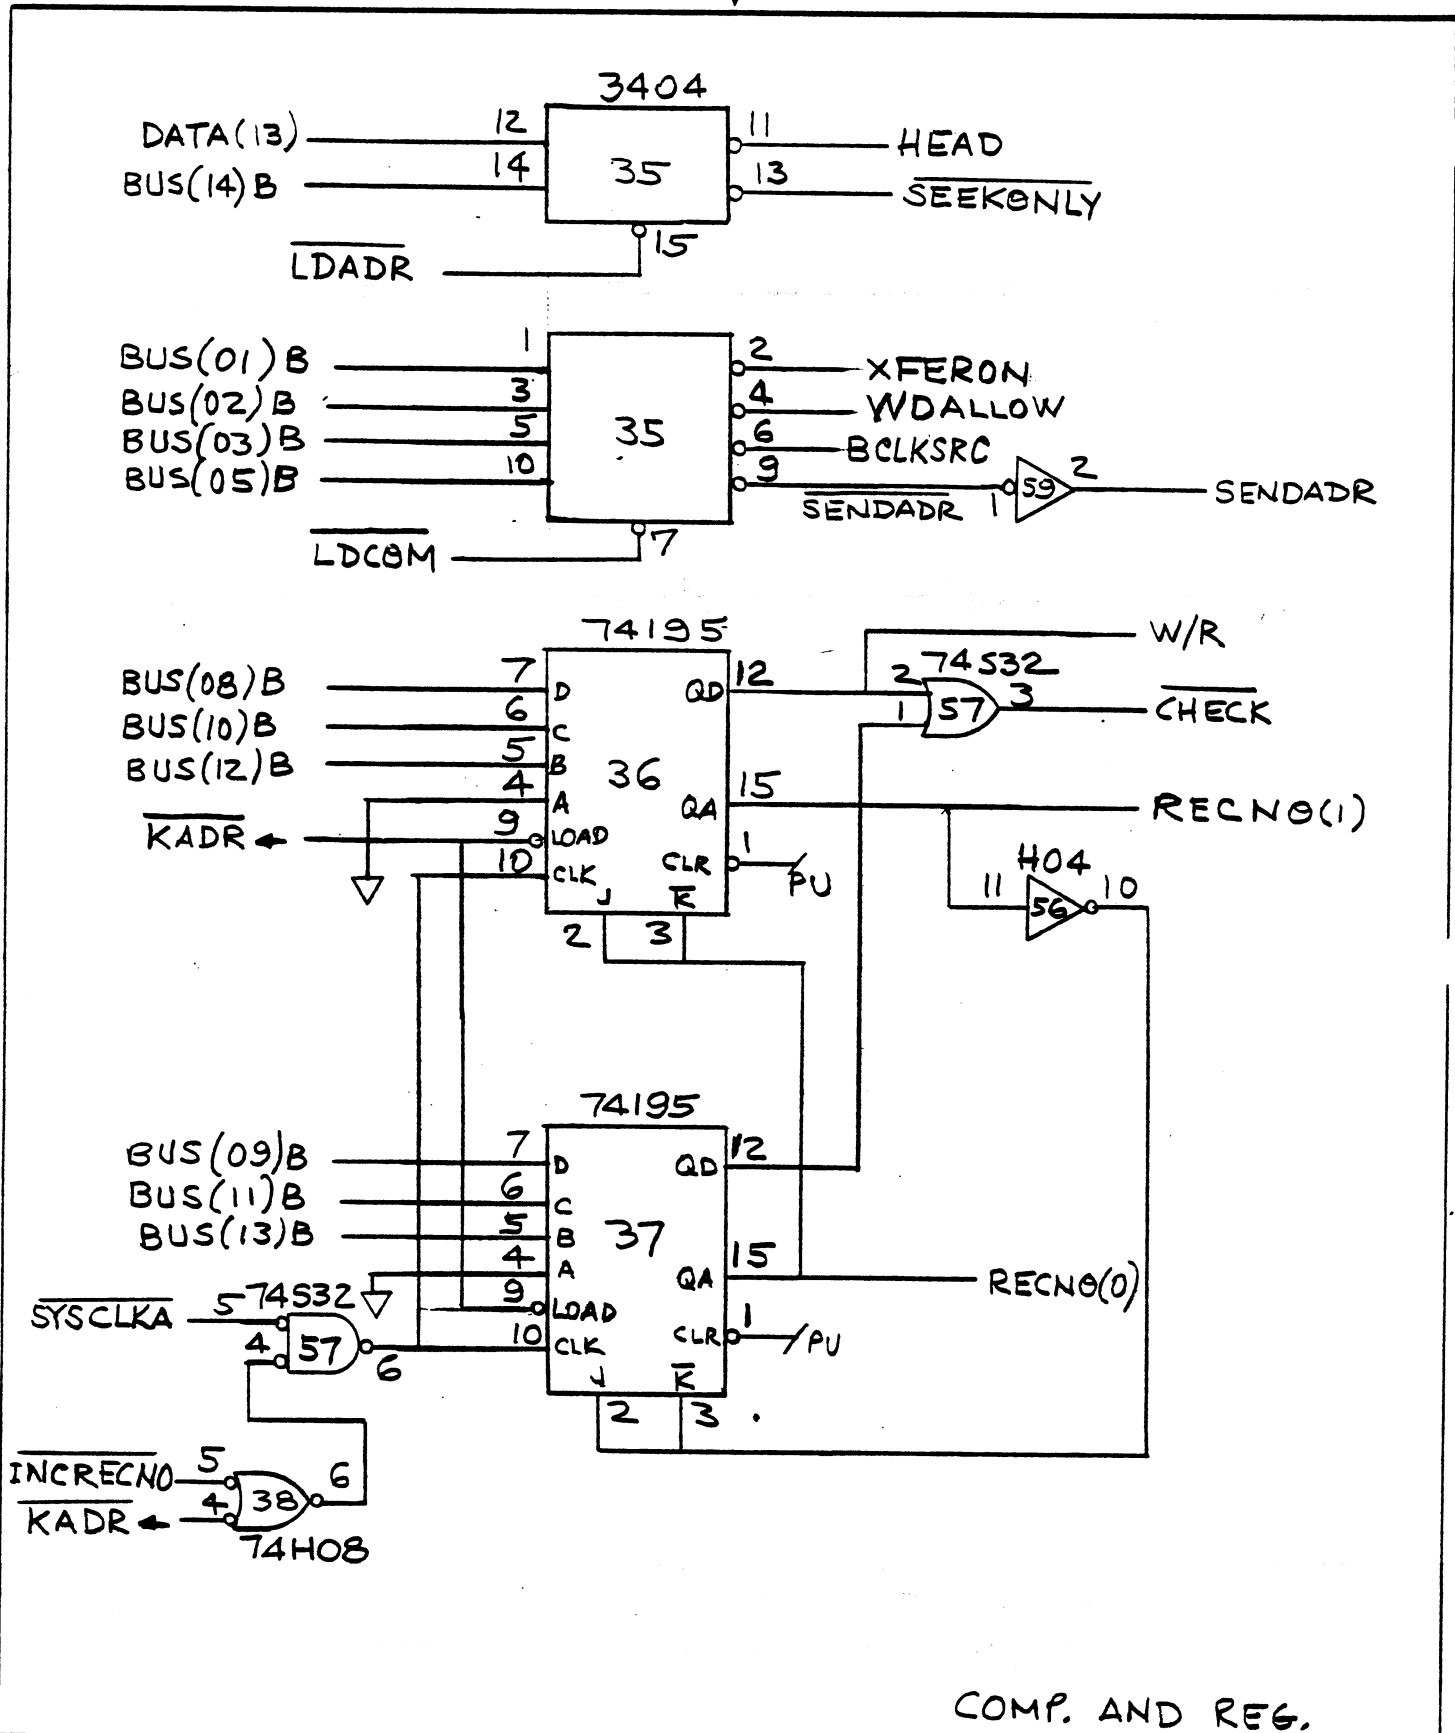 3404
DATA(13) 12 35 11 HEAD
BUS(14)B 14 13 SEEKONLY
LDADR 15
BUS(01)B 1 2 XFERON
BUS(02)B 3 4 WDALLOW
BUS(03)B 5 35 6 BCLKSRC
BUS(05)B 10 9 SENDADR 1 59 2 SENDADR
LDCOM 7
74195 W/R
BUS(08)B 7 D QD 12 2 74S32
BUS(10)B 6 C 1 57 3 CHECK
BUS(12)B 5 B 36
4 A QA 15 RECNO(1)
KADR 9 LOAD
10 CLK CLR 1 PU H04
J K 11 56 10
2 3
74195
BUS(09)B 7 D QD 12
BUS(11)B 6 C
BUS(13)B 5 B 37
4 A QA 15 RECNO(0)
74S32 9 LOAD
SYSCLKA 5 57 6 10 CLK CLR 1 PU
4 J K
2 3
INCRECNO 5 38 6
KADR 4
74H08
COMP. AND REG.